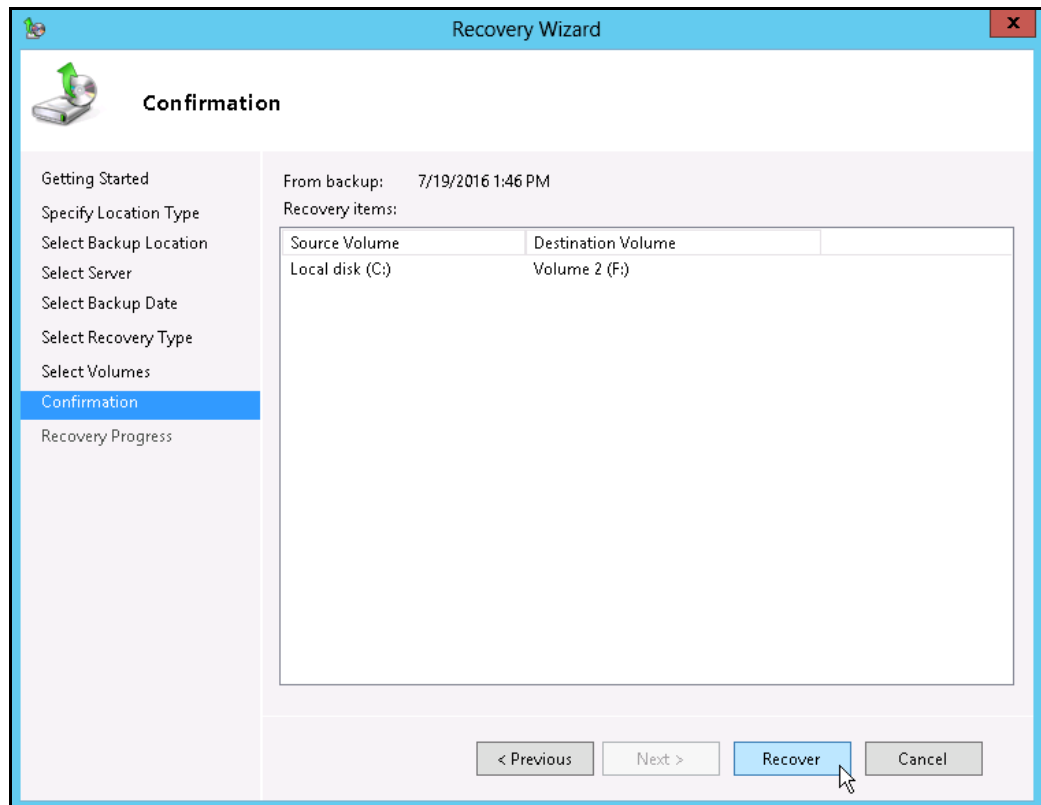 Recovery Wizard
x
Confirmation
Getting Started
Specify Location Type
Select Backup Location
Select Server
Select Backup Date
Select Recovery Type
Select Volumes
Confirmation
Recovery Progress
From backup: 7/19/2016 1:46 PM
Recovery items:
Source Volume Destination Volume
Local disk (C:) Volume 2 (F:)
< Previous Next > Recover Cancel